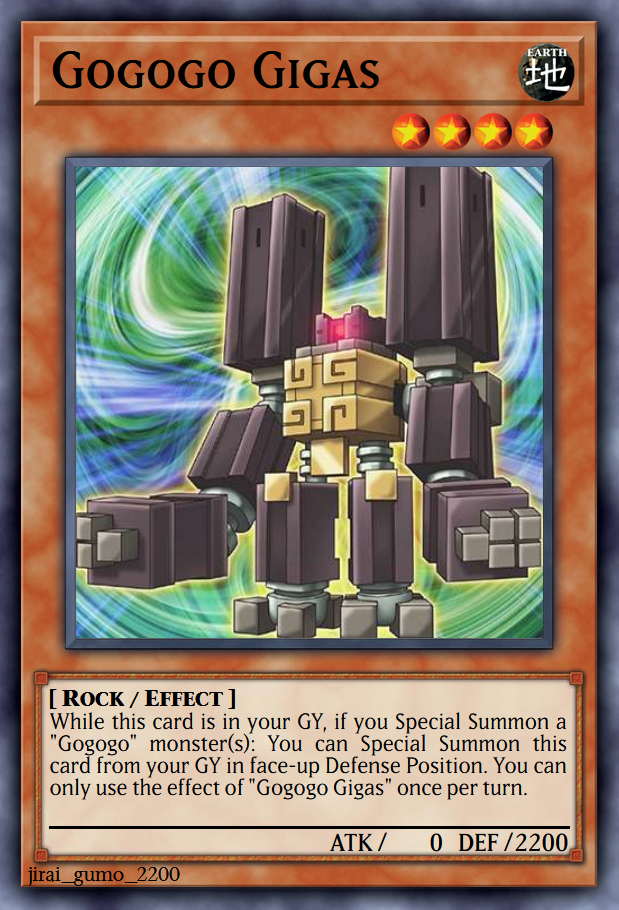 Gogogo Gigas
EARTH
地
[ Rock / Effect ]
While this card is in your GY, if you Special Summon a
"Gogogo" monster(s): You can Special Summon this
card from your GY in face-up Defense Position. You can
only use the effect of "Gogogo Gigas" once per turn.
ATK / 0 DEF /2200
jirai_gumo_2200